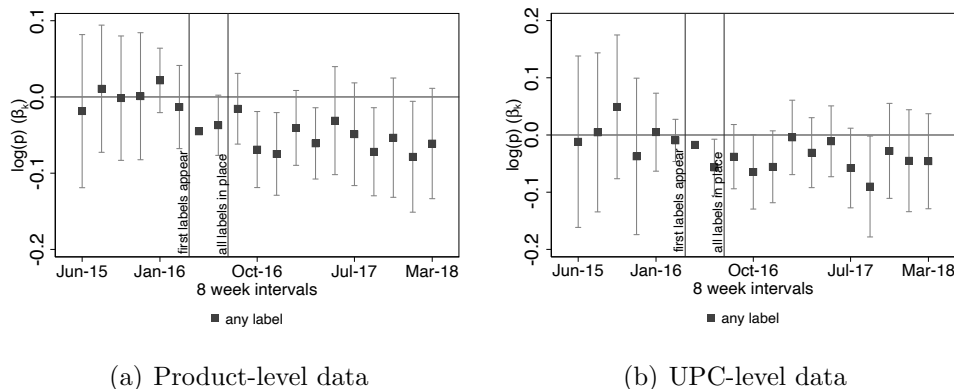 0.1
0.0
-0.1
-0.2
log(p) (βk)
first labels appear
all labels in place
Jun-15 Jan-16 Oct-16 Jul-17 Mar-18
8 week intervals
any label
(a) Product-level data
0.2
0.1
0.0
-0.1
-0.2
log(p) (βk)
first labels appear
all labels in place
Jun-15 Jan-16 Oct-16 Jul-17 Mar-18
8 week intervals
any label
(b) UPC-level data